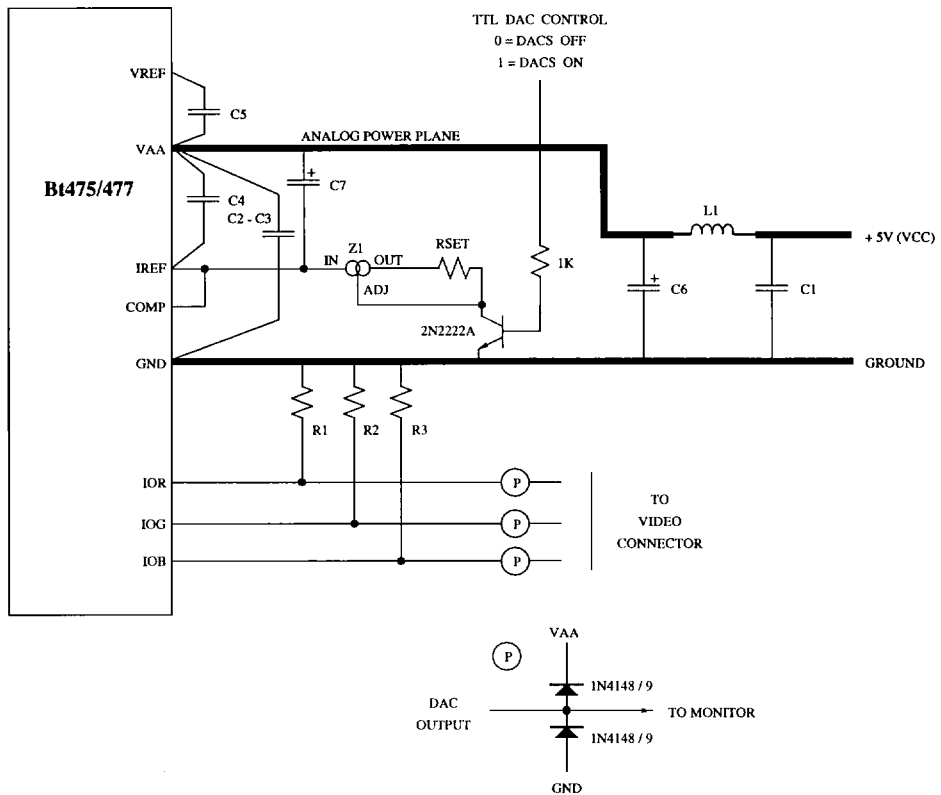 TTL DAC CONTROL
0 = DACS OFF
1 = DACS ON
VREF
C5
ANALOG POWER PLANE
VAA
Bt475/477
C4
C2 - C3
+
C7
L1
+ 5V (VCC)
Z1
IN
OUT
RSET
1K
IREF
ADJ
+
C6
C1
COMP
2N2222A
GND
GROUND
R1
R2
R3
IOR
P
TO
IOG
P
VIDEO
CONNECTOR
IOB
P
VAA
P
1N4148 / 9
DAC
OUTPUT
TO MONITOR
1N4148 / 9
GND